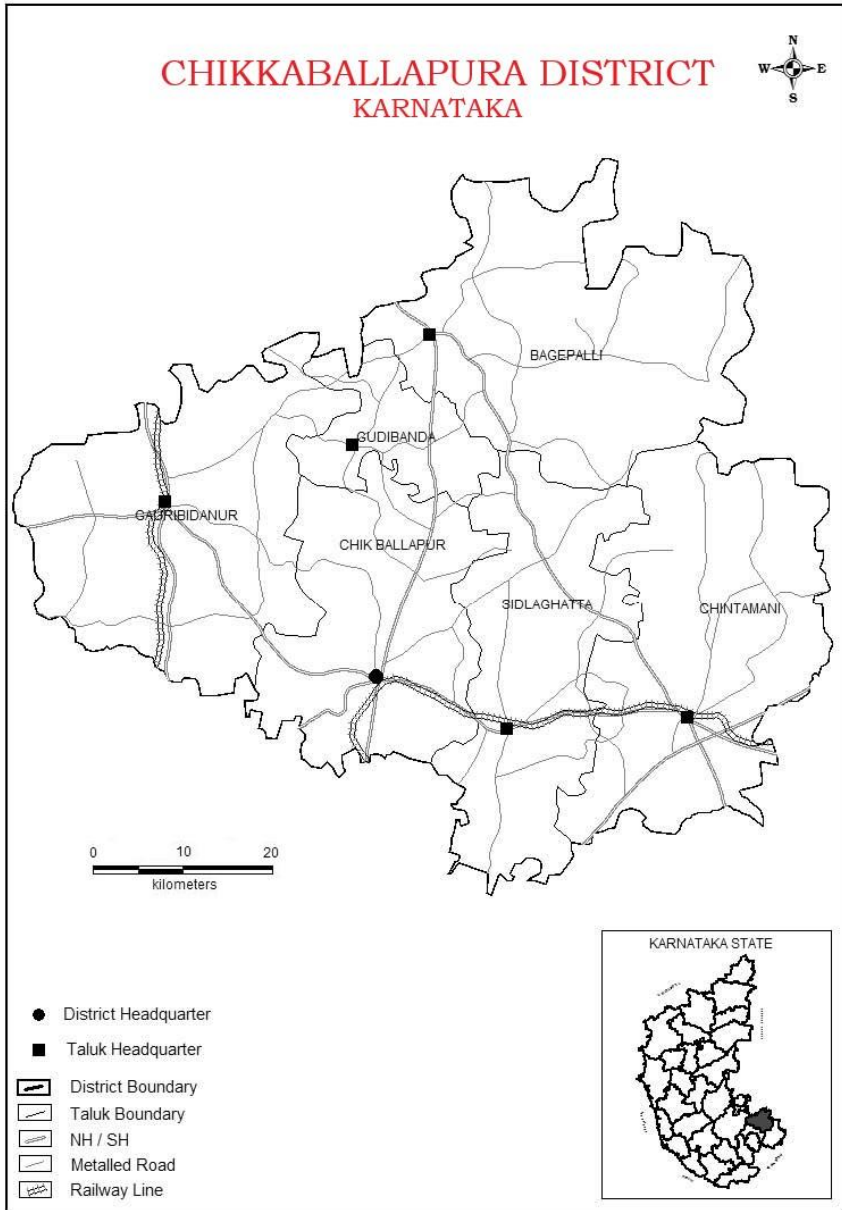 CHIKKABALLAPURA DISTRICT
KARNATAKA
N
W E
S
BAGEPALLI
GUDIBANDA
GAURIBIDANUR
CHIK BALLAPUR
SIDLAGHATTA
CHINTAMANI
0 10 20
kilometers
KARNATAKA STATE
District Headquarter
Taluk Headquarter
District Boundary
Taluk Boundary
NH / SH
Metalled Road
Railway Line